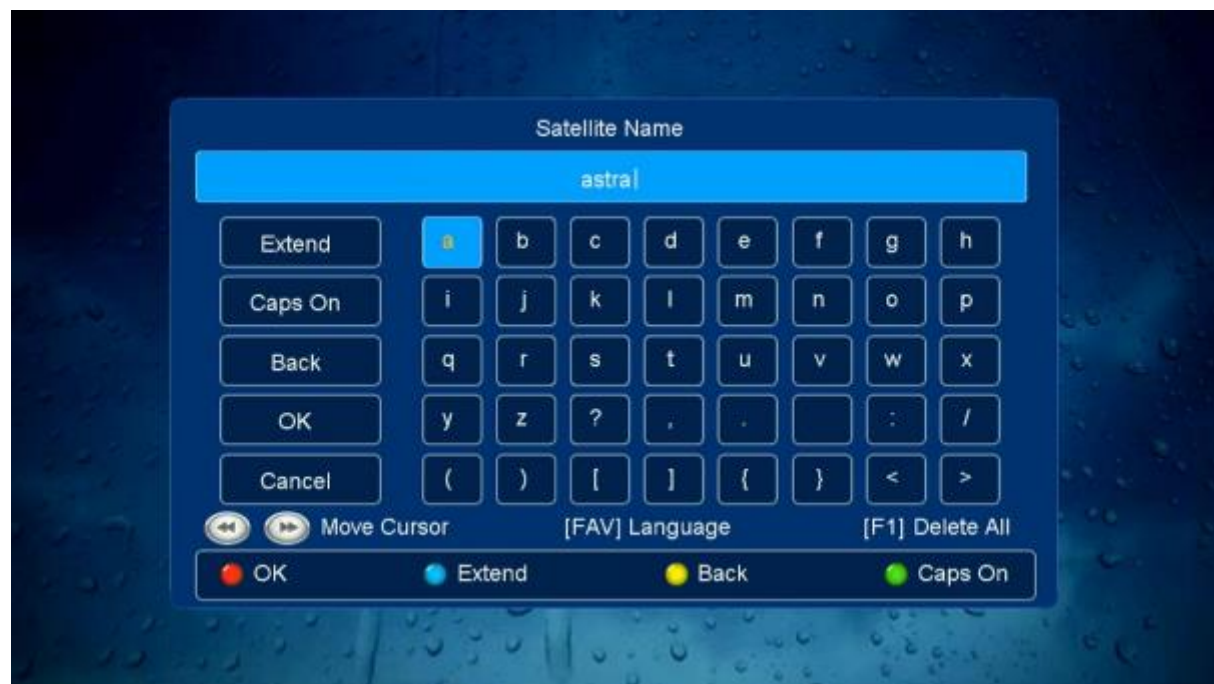 Satellite Name
astra
Extend a b c d e f g h
Caps On i j k l m n o p
Back q r s t u v w x
OK y z ? , . : /
Cancel ( ) [ ] { } < >
Move Cursor [FAV] Language [F1] Delete All
OK Extend Back Caps On